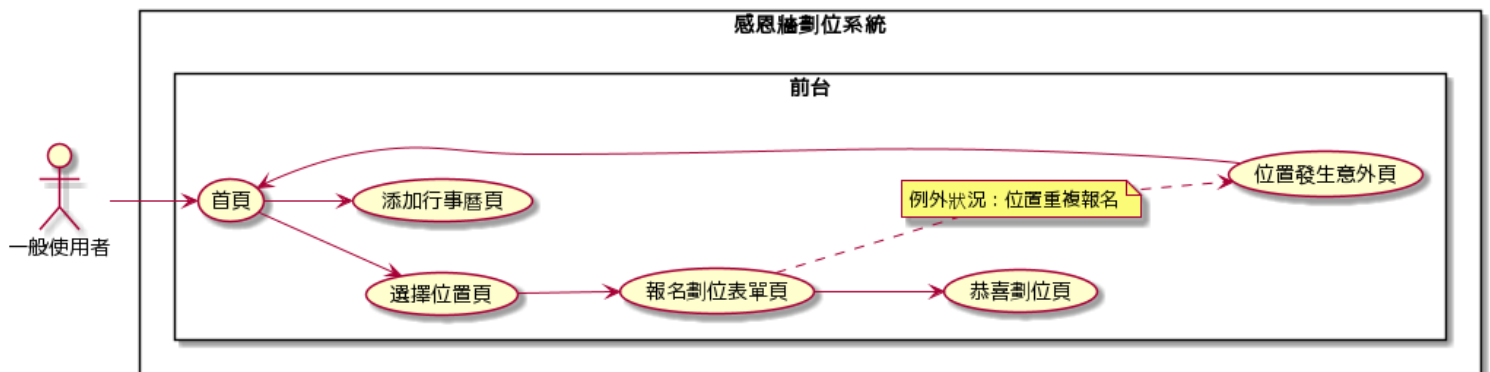 感恩牆劃位系統
前台
一般使用者
首頁
添加行事曆頁
選擇位置頁
報名劃位表單頁
例外狀況：位置重複報名
恭喜劃位頁
位置發生意外頁